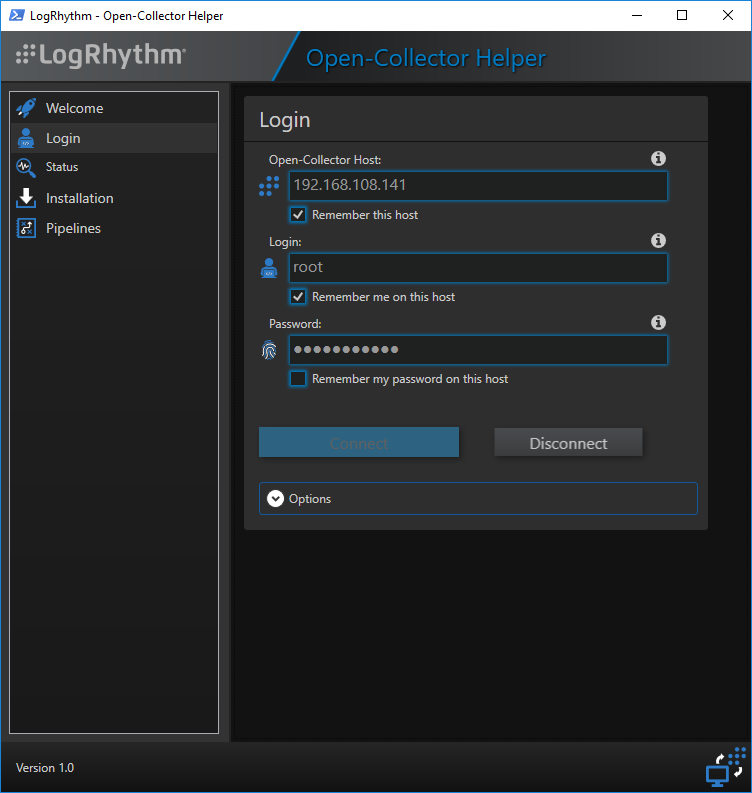 LogRhythm - Open-Collector Helper
LogRhythm®
Open-Collector Helper
Welcome
Login
Status
Installation
Pipelines
Login
Open-Collector Host:
192.168.108.141
Remember this host
Login:
root
Remember me on this host
Password:
●●●●●●●●●●●
Remember my password on this host
Connect
Disconnect
Options
Version 1.0